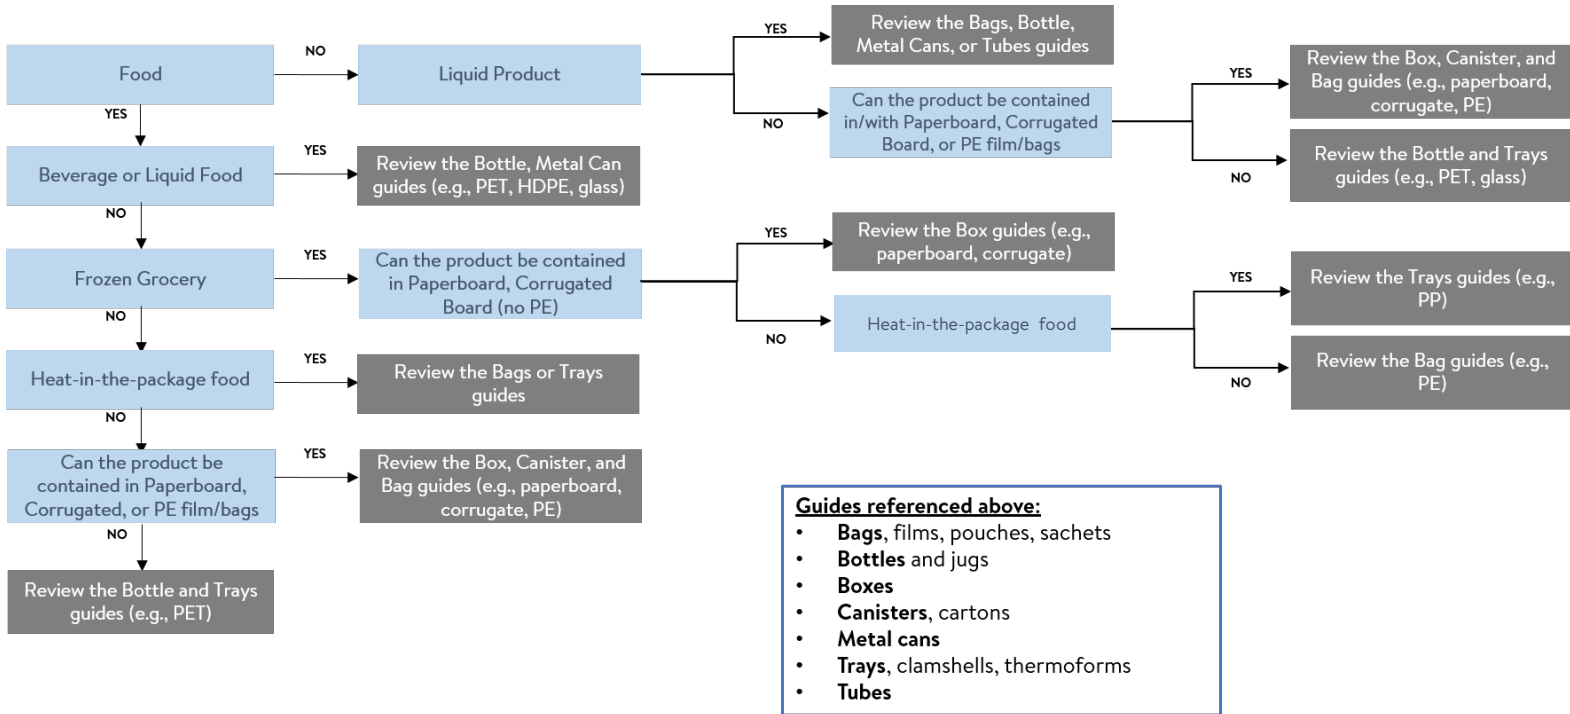 Food
NO
Liquid Product
YES
Review the Bags, Bottle,
Metal Cans, or Tubes guides
NO
Can the product be contained
in/with Paperboard, Corrugated
Board, or PE film/bags
YES
Review the Box, Canister, and
Bag guides (e.g., paperboard,
corrugate, PE)
NO
Review the Bottle and Trays
guides (e.g., PET, glass)
YES
Beverage or Liquid Food
YES
Review the Bottle, Metal Can
guides (e.g., PET, HDPE, glass)
NO
Frozen Grocery
YES
Can the product be contained
in Paperboard, Corrugated
Board (no PE)
YES
Review the Box guides (e.g.,
paperboard, corrugate)
NO
Heat-in-the-package food
YES
Review the Trays guides (e.g.,
PP)
NO
Review the Bag guides (e.g.,
PE)
NO
Heat-in-the-package food
YES
Review the Bags or Trays
guides
NO
Can the product be
contained in Paperboard,
Corrugated, or PE film/bags
YES
Review the Box, Canister, and
Bag guides (e.g., paperboard,
corrugate, PE)
NO
Review the Bottle and Trays
guides (e.g., PET)
Guides referenced above:
• Bags, films, pouches, sachets
• Bottles and jugs
• Boxes
• Canisters, cartons
• Metal cans
• Trays, clamshells, thermoforms
• Tubes